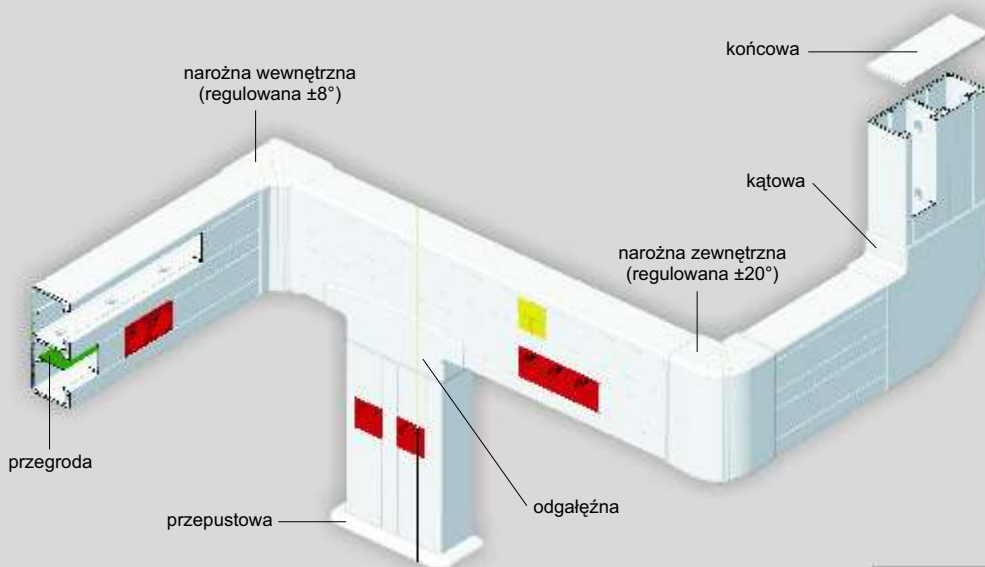 końcowa
narożna wewnętrzna
(regulowana ±8°)
kątowa
narożna zewnętrzna
(regulowana ±20°)
przegroda
odgałęźna
przepustowa